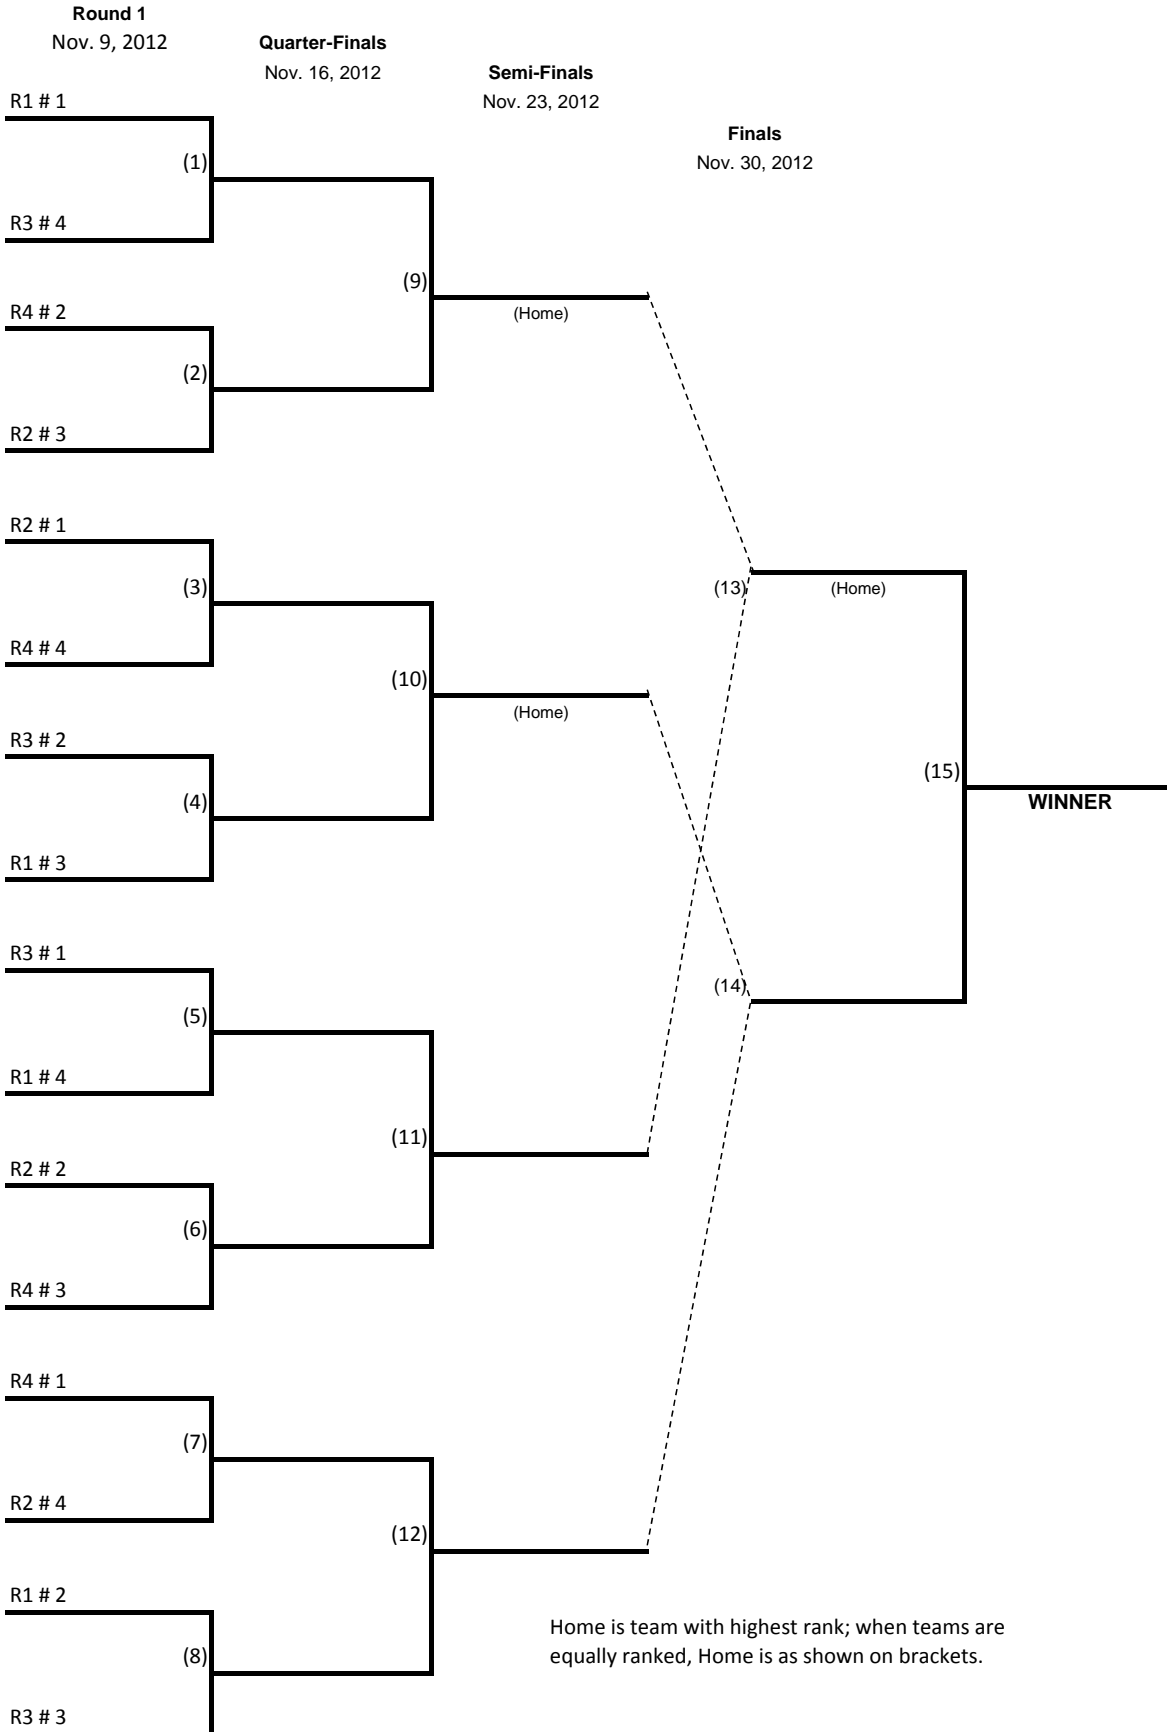 Round 1
Nov. 9, 2012
Quarter-Finals
Nov. 16, 2012
Semi-Finals
Nov. 23, 2012
Finals
Nov. 30, 2012
R1 # 1
(1)
R3 # 4
(9)
(Home)
R4 # 2
(2)
R2 # 3
R2 # 1
(3)
(13)
(Home)
R4 # 4
(10)
(Home)
R3 # 2
(15)
WINNER
(4)
R1 # 3
R3 # 1
(14)
(5)
R1 # 4
(11)
R2 # 2
(6)
R4 # 3
R4 # 1
(7)
R2 # 4
(12)
R1 # 2
Home is team with highest rank; when teams are
equally ranked, Home is as shown on brackets.
(8)
R3 # 3